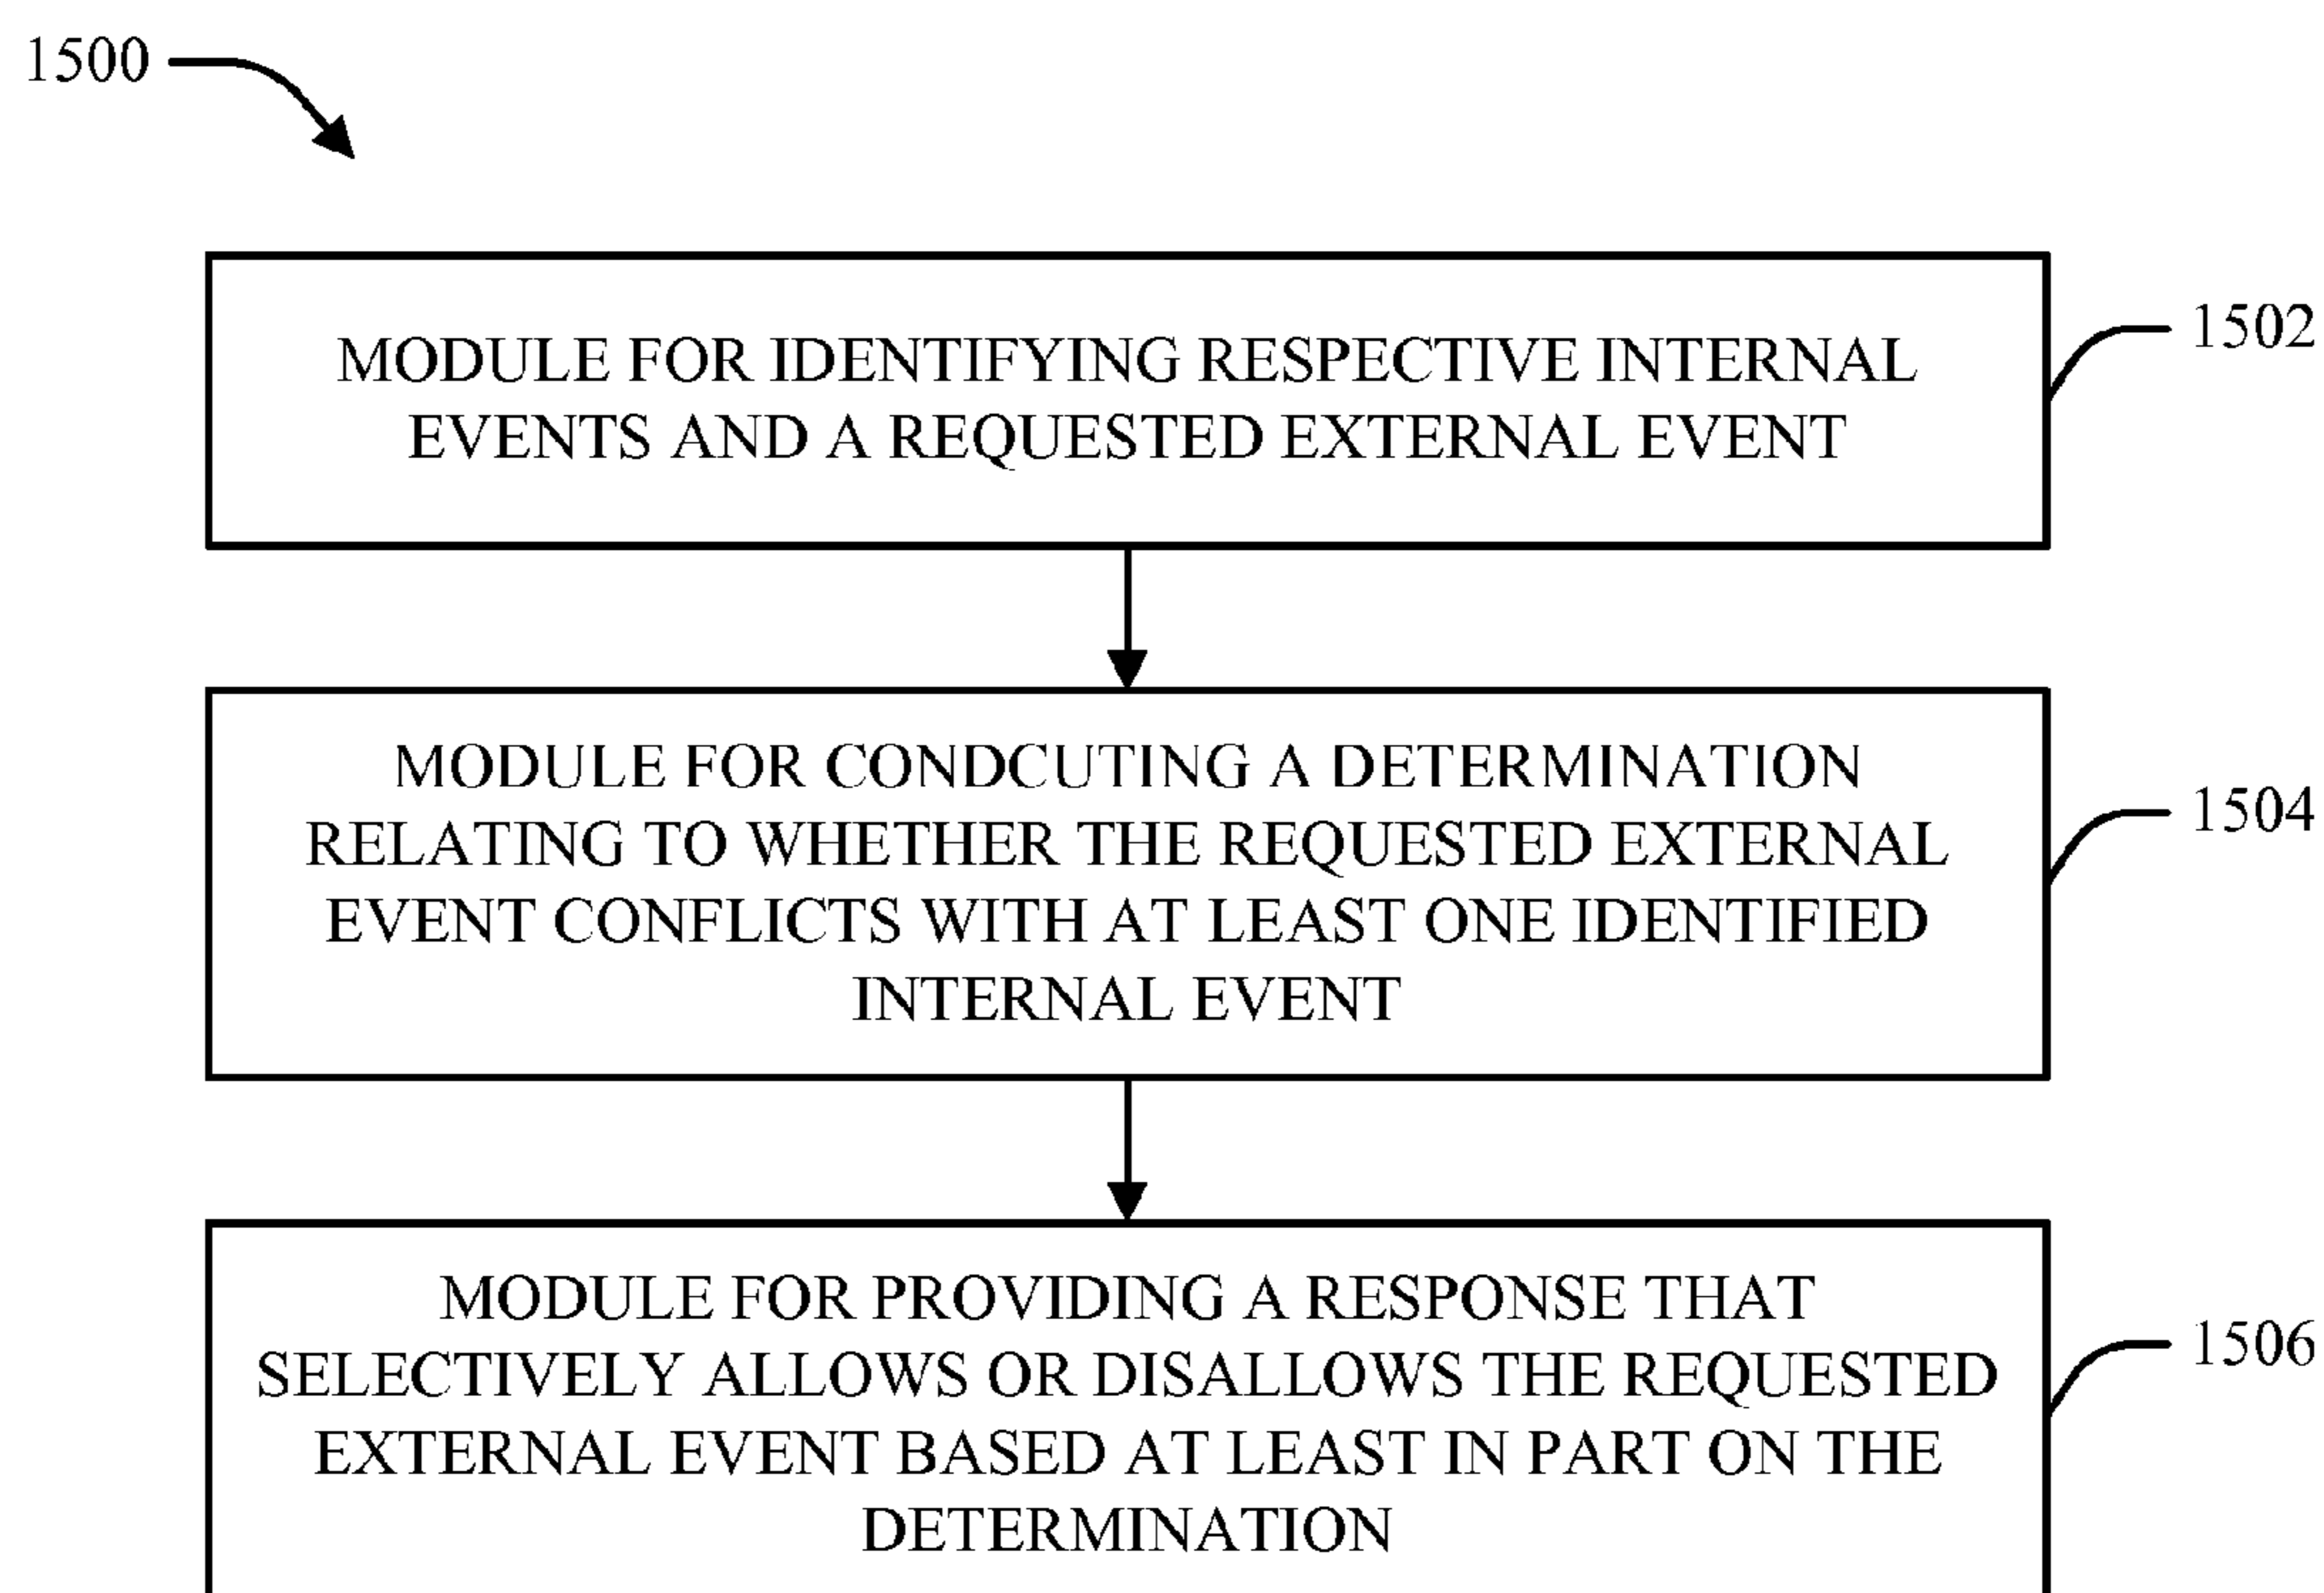 1500
MODULE FOR IDENTIFYING RESPECTIVE INTERNAL
EVENTS AND A REQUESTED EXTERNAL EVENT
1502
MODULE FOR CONDCUTING A DETERMINATION
RELATING TO WHETHER THE REQUESTED EXTERNAL
EVENT CONFLICTS WITH AT LEAST ONE IDENTIFIED
INTERNAL EVENT
1504
MODULE FOR PROVIDING A RESPONSE THAT
SELECTIVELY ALLOWS OR DISALLOWS THE REQUESTED
EXTERNAL EVENT BASED AT LEAST IN PART ON THE
DETERMINATION
1506